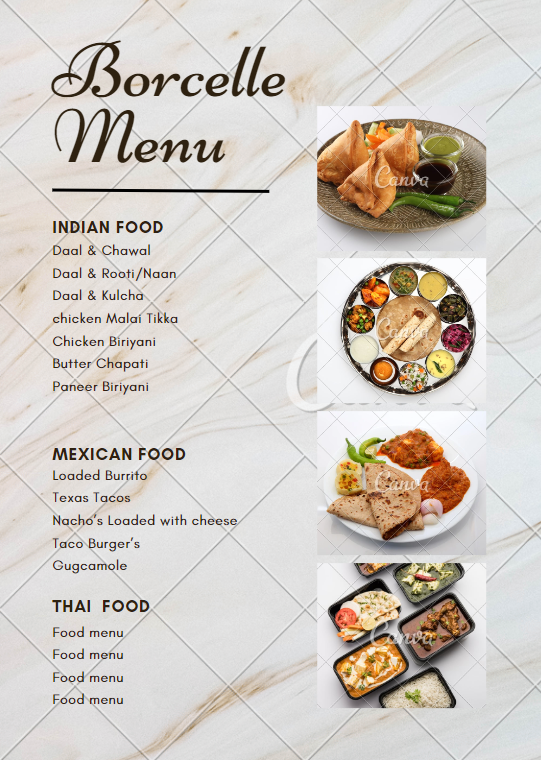 Borcelle
Menu
INDIAN FOOD
Daal & Chawal
Daal & Rooti/Naan
Daal & Kulcha
chicken Malai Tikka
Chicken Biriyani
Butter Chapati
Paneer Biriyani
MEXICAN FOOD
Loaded Burrito
Texas Tacos
Nacho's Loaded with cheese
Taco Burger's
Gugcamole
THAI FOOD
Food menu
Food menu
Food menu
Food menu
Canva
Canva
Canva
Canva
Canva